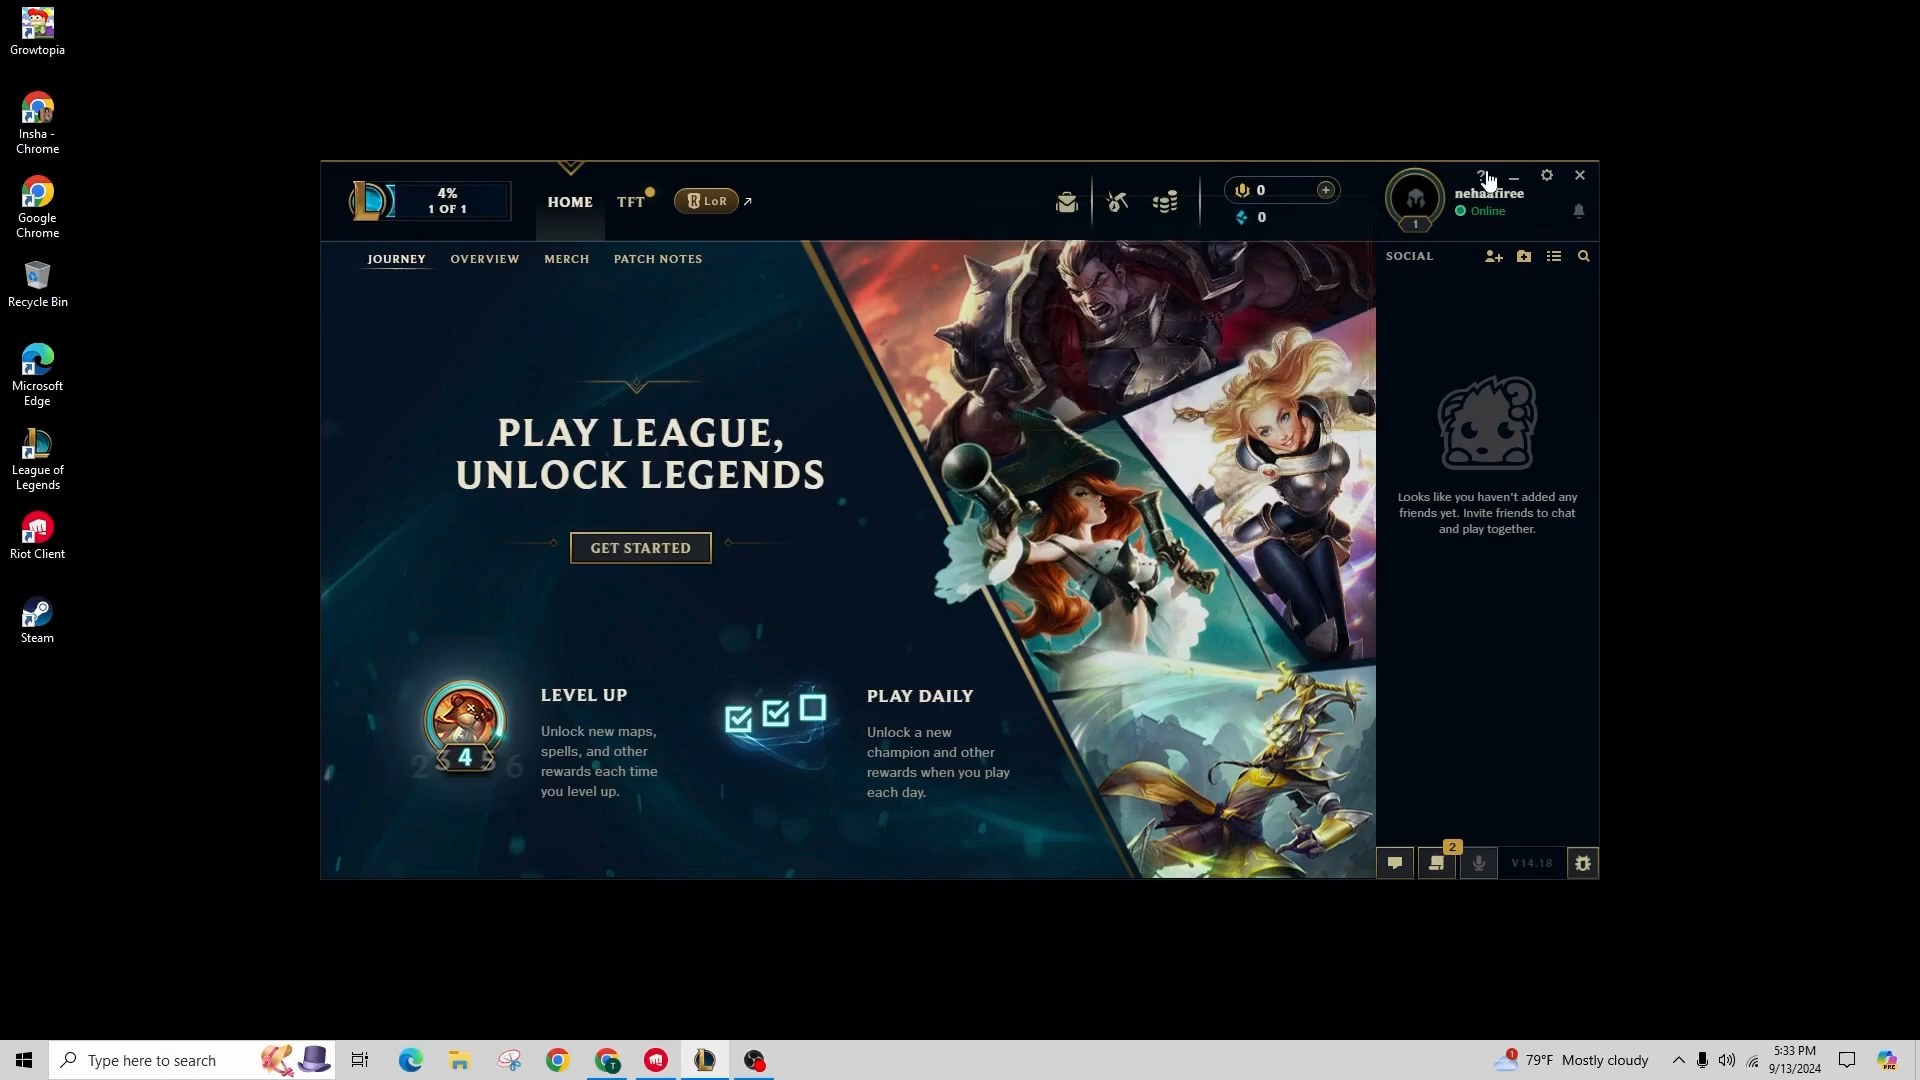 Growtopia
Insha -
Chrome
Google
Chrome
Recycle Bin
Microsoft
Edge
League of
Legends
Riot Client
Steam
4%
1 OF 1
HOME
TFT
LoR
0
0
1
nehaafiree
Online
JOURNEY
OVERVIEW
MERCH
PATCH NOTES
SOCIAL
PLAY LEAGUE,
UNLOCK LEGENDS
GET STARTED
LEVEL UP
Unlock new maps,
spells, and other
rewards each time
you level up.
4
PLAY DAILY
Unlock a new
champion and other
rewards when you play
each day.
Looks like you haven't added any
friends yet. Invite friends to chat
and play together.
2
V14.18
Type here to search
1
79°F Mostly cloudy
5:33 PM
9/13/2024
PRE